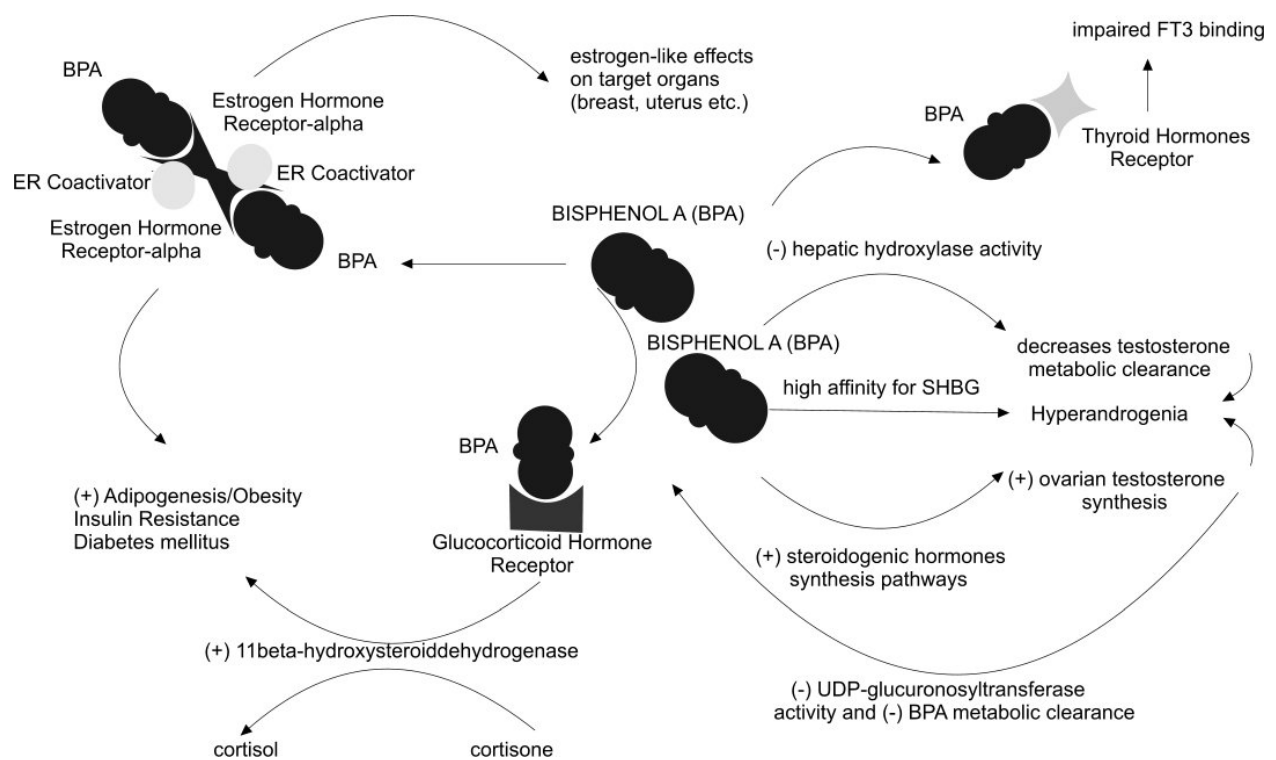 impaired FT3 binding
BPA
estrogen-like effects
on target organs
(breast, uterus etc.)
Estrogen Hormone
Receptor-alpha
BPA
Thyroid Hormones
Receptor
ER Coactivator
ER Coactivator
Estrogen Hormone
Receptor-alpha
BPA
BISPHENOL A (BPA)
(-) hepatic hydroxylase activity
BISPHENOL A (BPA)
decreases testosterone
metabolic clearance
high affinity for SHBG
Hyperandrogenia
BPA
(+) Adipogenesis/Obesity
Insulin Resistance
Diabetes mellitus
(+) ovarian testosterone
synthesis
Glucocorticoid Hormone
Receptor
(+) steroidogenic hormones
synthesis pathways
(+) 11beta-hydroxysteroiddehydrogenase
(-) UDP-glucuronosyltransferase
activity and (-) BPA metabolic clearance
cortisol
cortisone